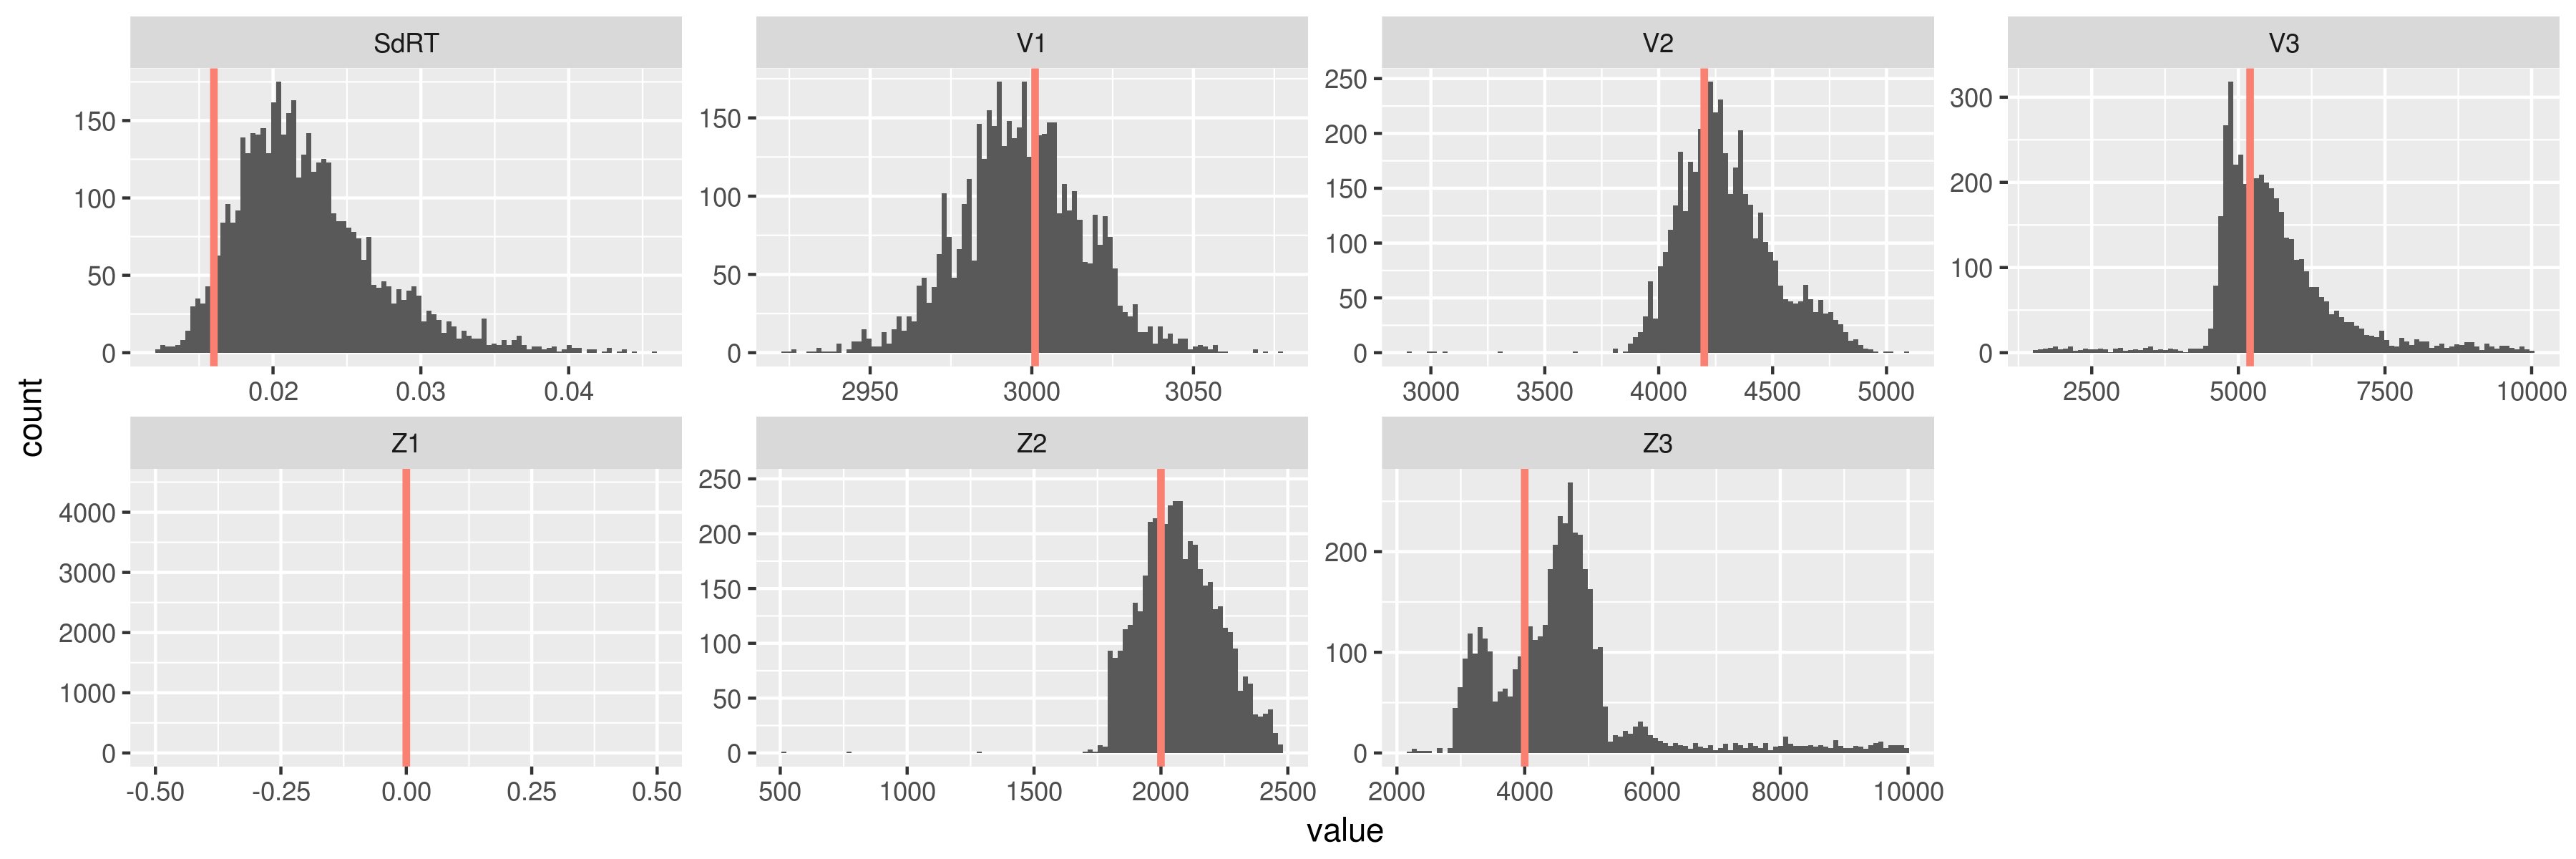 SdRT V1 V2 V3
150 100 50 0
0.02 0.03 0.04
150 100 50 0
2950 3000 3050
250 200 150 100 50 0
3000 3500 4000 4500 5000
300 200 100 0
2500 5000 7500 10000
count
Z1 Z2 Z3
4000 3000 2000 1000 0
-0.50 -0.25 0.00 0.25 0.50
250 200 150 100 50 0
500 1000 1500 2000 2500
200 100 0
2000 4000 6000 8000 10000
value